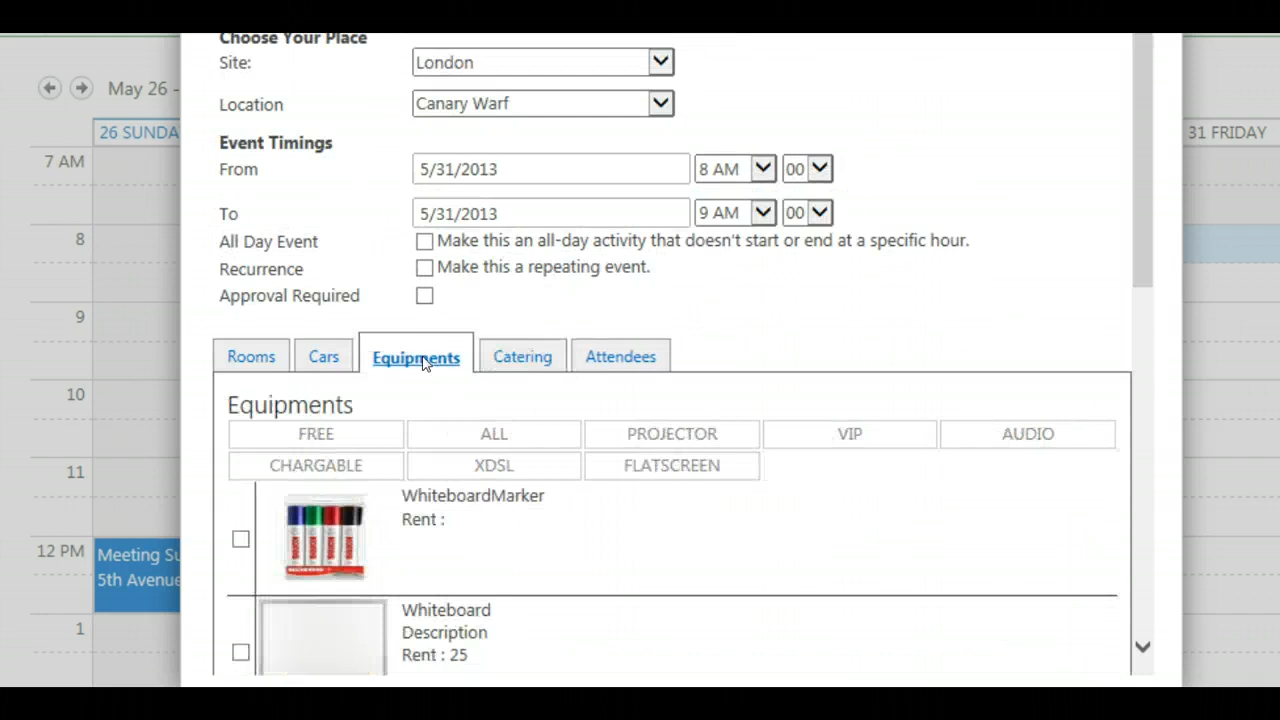 Choose Your Place
Site: London
May 26 -
Location Canary Warf
26 SUNDA
31 FRIDAY
Event Timings
7 AM
From 5/31/2013 8 AM 00
To 5/31/2013 9 AM 00
8
All Day Event Make this an all-day activity that doesn't start or end at a specific hour.
Recurrence Make this a repeating event.
Approval Required
9
Rooms Cars Equipments Catering Attendees
10
Equipments
FREE ALL PROJECTOR VIP AUDIO
CHARGABLE XDSL FLATSCREEN
11
WhiteboardMarker
Rent :
12 PM
Meeting Su
5th Avenue
Whiteboard
1
Description
Rent : 25